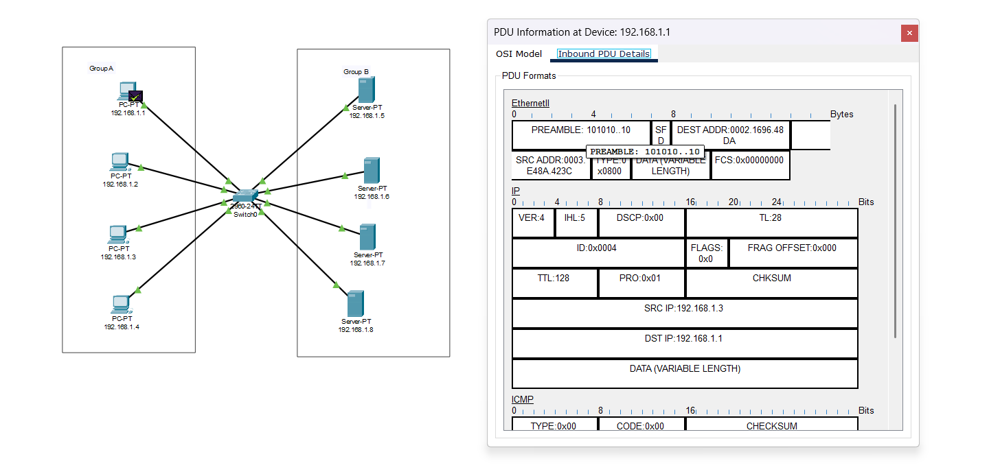 Group A
PC-PT
192.168.1.1
PC-PT
192.168.1.2
PC-PT
192.168.1.3
PC-PT
192.168.1.4
2960-24TT
Switch0
Group B
Server-PT
192.168.1.5
Server-PT
192.168.1.6
Server-PT
192.168.1.7
Server-PT
192.168.1.8
PDU Information at Device: 192.168.1.1
OSI Model Inbound PDU Details
PDU Formats
EthernetII
0 4 8 Bytes
PREAMBLE: 101010..10 SF DEST ADDR:0002.1696.48
D DA
PREAMBLE: 101010..10
SRC ADDR:0003. TYPE:0 DATA (VARIABLE FCS:0x00000000
E48A.423C x0800 LENGTH)
IP
0 4 8 16 20 24 Bits
VER:4 IHL:5 DSCP:0x00 TL:28
ID:0x0004 FLAGS: FRAG OFFSET:0x000
0x0
TTL:128 PRO:0x01 CHKSUM
SRC IP:192.168.1.3
DST IP:192.168.1.1
DATA (VARIABLE LENGTH)
ICMP
0 8 16 Bits
TYPE:0x00 CODE:0x00 CHECKSUM